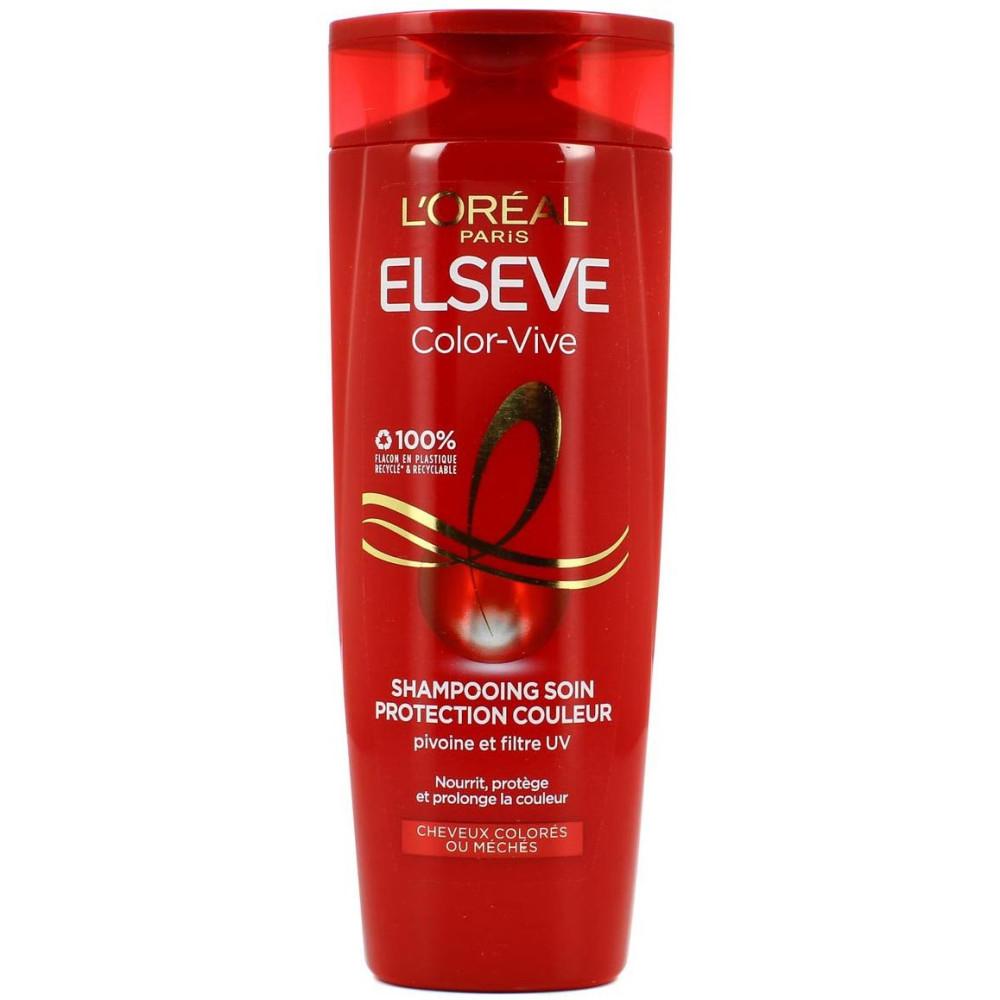 L'ORÉAL
PARiS
ELSEVE
Color-Vive
100%
FLACON EN PLASTIQUE
RECYCLÉ* & RECYCLABLE
SHAMPOOING SOIN
PROTECTION COULEUR
pivoine et filtre UV
Nourrit, protège
et prolonge la couleur
CHEVEUX COLORÉS
OU MÉCHÉS